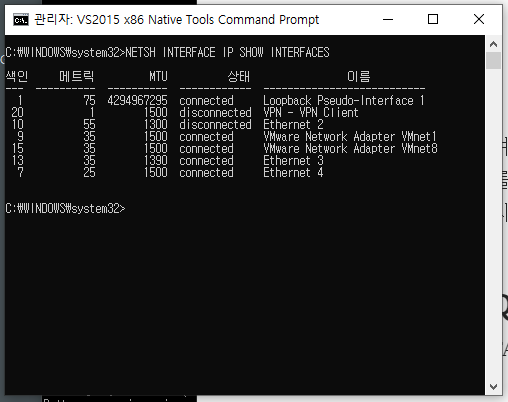 관리자: VS2015 x86 Native Tools Command Prompt
C:₩WINDOWS₩system32>NETSH INTERFACE IP SHOW INTERFACES
색인 메트릭 MTU 상태 이름
--- ---------- ---------- ------------ ---------------------------
1 75 4294967295 connected Loopback Pseudo-Interface 1
20 1 1500 disconnected VPN - VPN Client
10 55 1300 disconnected Ethernet 2
9 35 1500 connected VMware Network Adapter VMnet1
15 35 1500 connected VMware Network Adapter VMnet8
13 35 1390 connected Ethernet 3
7 25 1500 connected Ethernet 4
C:₩WINDOWS₩system32>